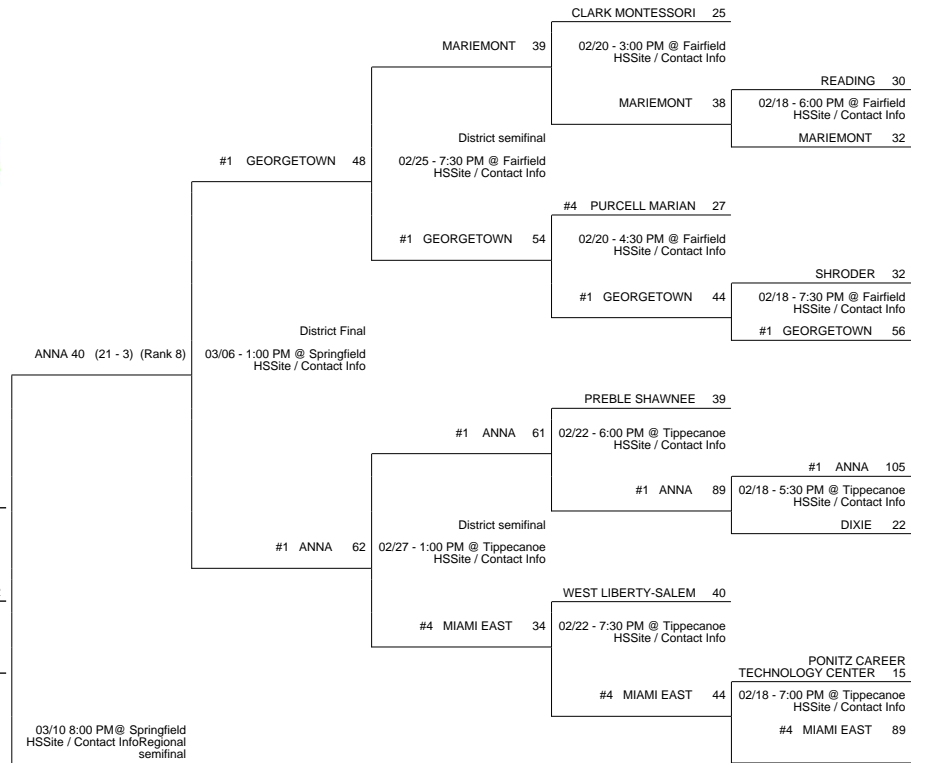 CLARK MONTESSORI 25
MARIEMONT 39
02/20 - 3:00 PM @ Fairfield
HSSite / Contact Info
READING 30
MARIEMONT 38
02/18 - 6:00 PM @ Fairfield
HSSite / Contact Info
MARIEMONT 32
District semifinal
#1 GEORGETOWN 48
02/25 - 7:30 PM @ Fairfield
HSSite / Contact Info
#4 PURCELL MARIAN 27
#1 GEORGETOWN 54
02/20 - 4:30 PM @ Fairfield
HSSite / Contact Info
SHRODER 32
#1 GEORGETOWN 44
02/18 - 7:30 PM @ Fairfield
HSSite / Contact Info
#1 GEORGETOWN 56
District Final
ANNA 40 (21 - 3) (Rank 8)
03/06 - 1:00 PM @ Springfield
HSSite / Contact Info
PREBLE SHAWNEE 39
#1 ANNA 61
02/22 - 6:00 PM @ Tippecanoe
HSSite / Contact Info
#1 ANNA 105
#1 ANNA 89
02/18 - 5:30 PM @ Tippecanoe
HSSite / Contact Info
DIXIE 22
District semifinal
#1 ANNA 62
02/27 - 1:00 PM @ Tippecanoe
HSSite / Contact Info
WEST LIBERTY-SALEM 40
#4 MIAMI EAST 34
02/22 - 7:30 PM @ Tippecanoe
HSSite / Contact Info
PONITZ CAREER
TECHNOLOGY CENTER 15
#4 MIAMI EAST 44
02/18 - 7:00 PM @ Tippecanoe
HSSite / Contact Info
#4 MIAMI EAST 89
03/10 8:00 PM@ Springfield
HSSite / Contact InfoRegional
semifinal